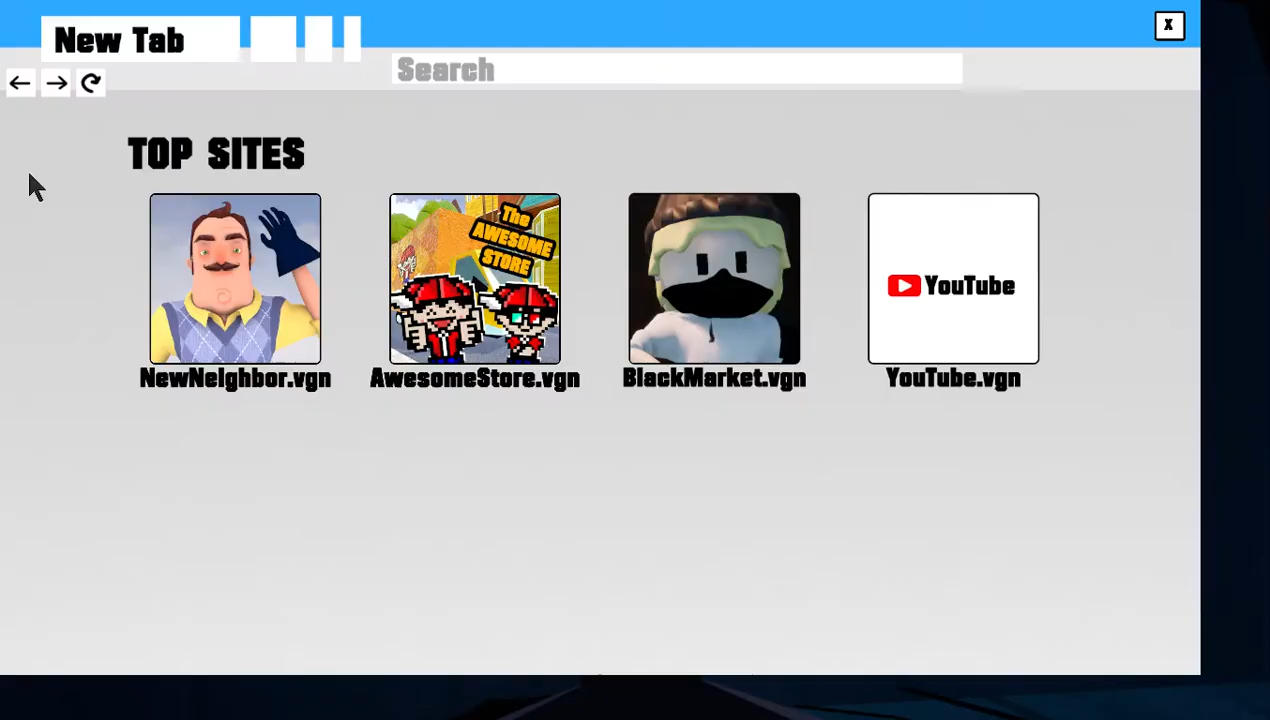 New Tab
X
Search
TOP SITES
The
AWESOME
STORE
YouTube
NewNeighbor.vgn
AwesomeStore.vgn
BlackMarket.vgn
YouTube.vgn